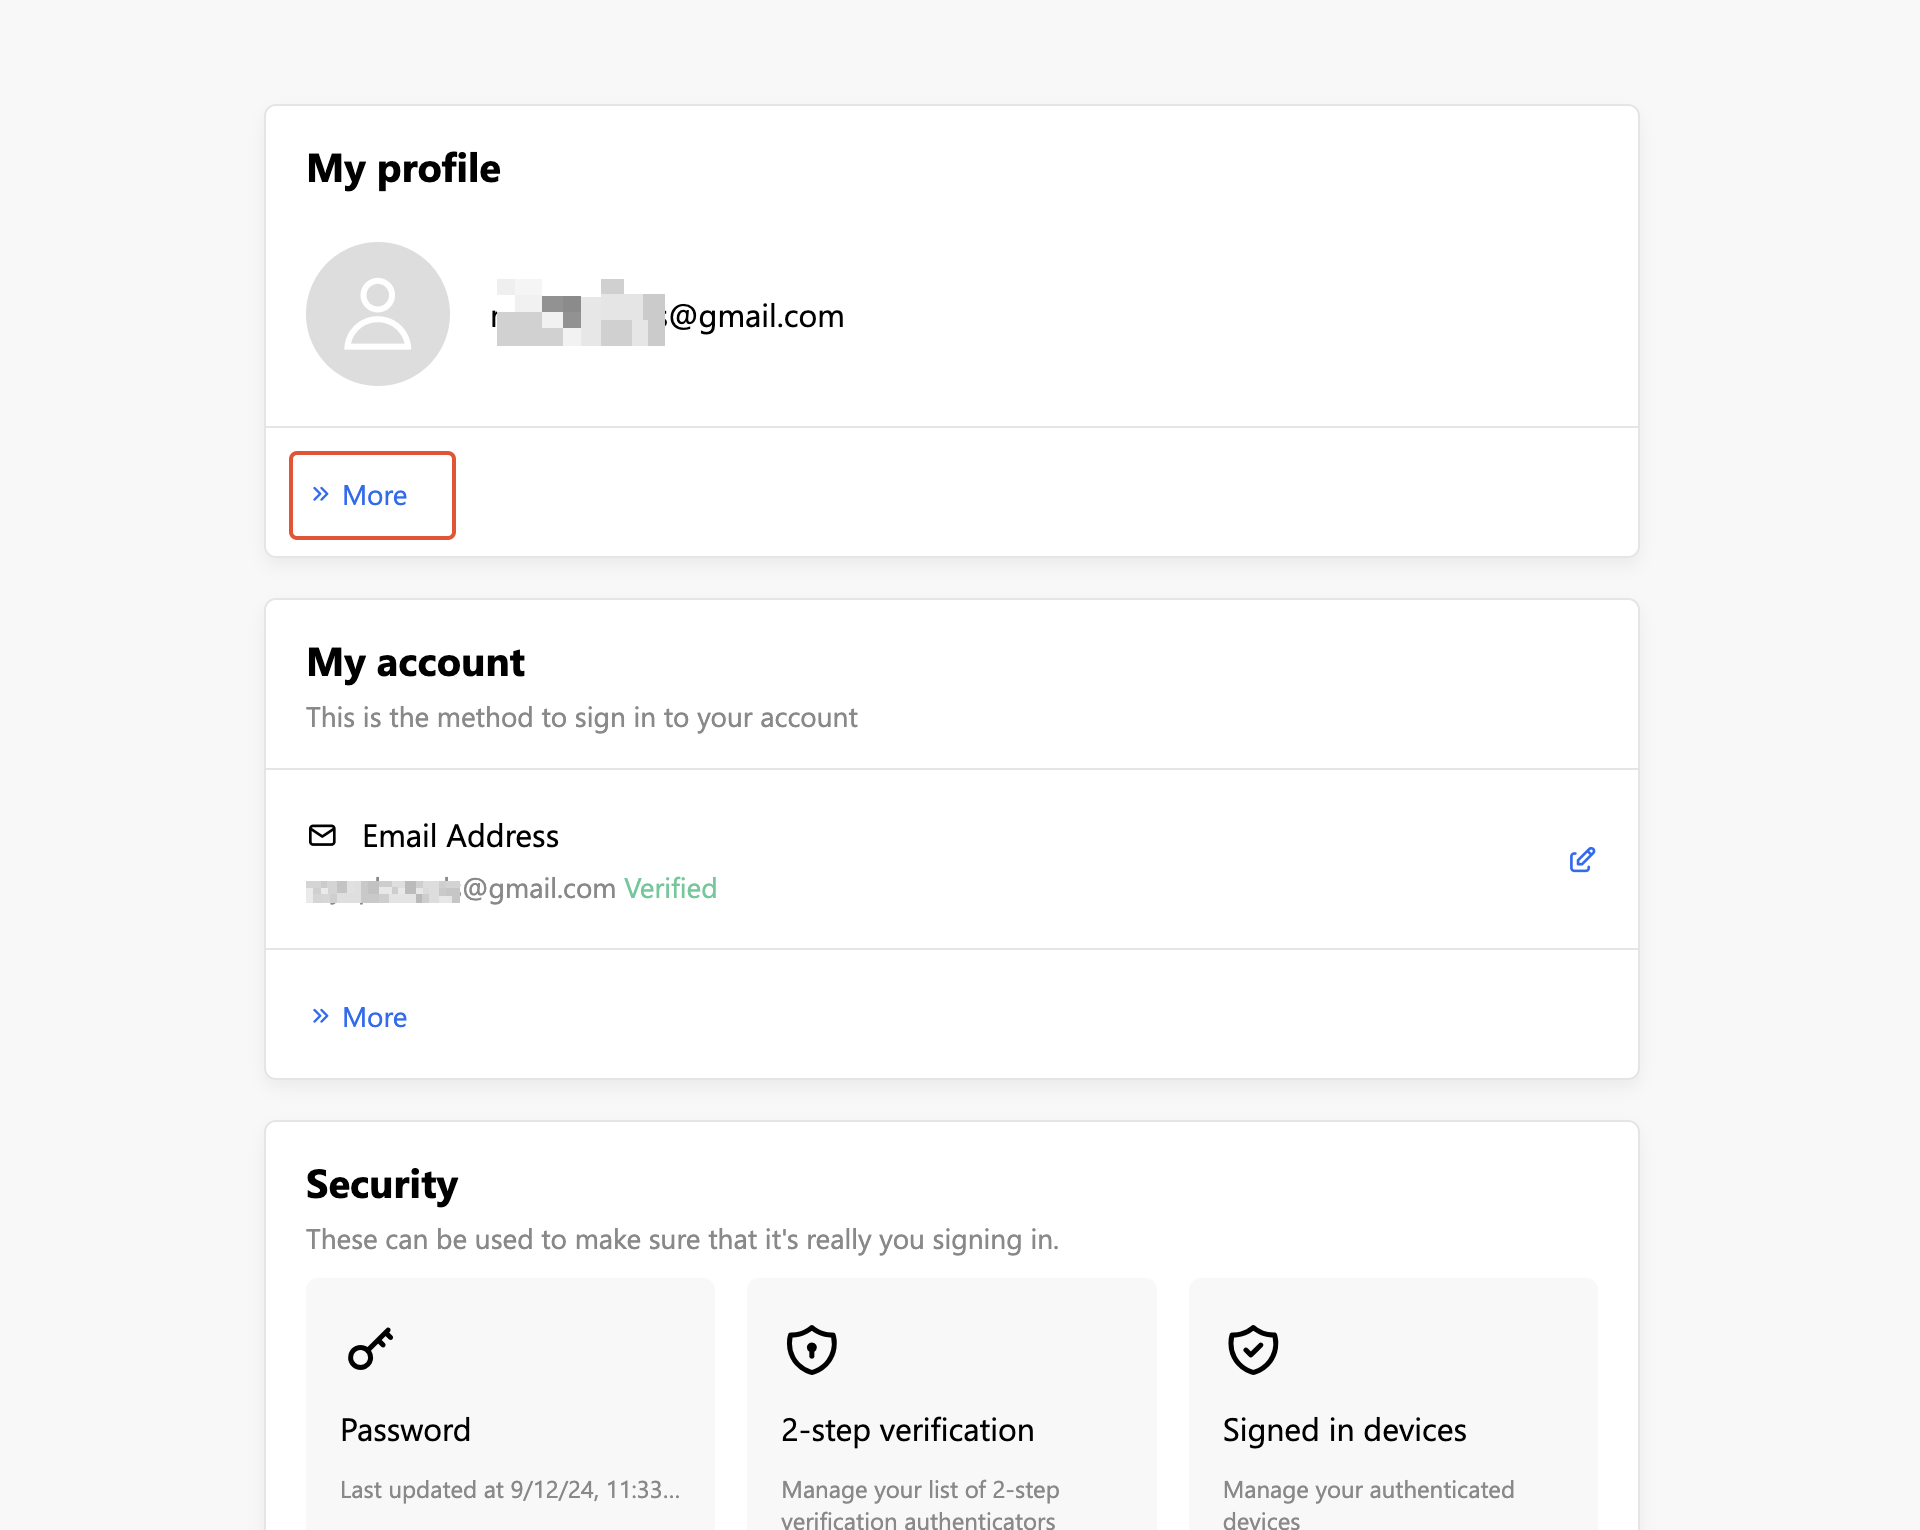 My profile
@gmail.com
More
My account
This is the method to sign in to your account
Email Address
@gmail.com Verified
More
Security
These can be used to make sure that it's really you signing in.
Password
Last updated at 9/12/24, 11:33...
2-step verification
Manage your list of 2-step
verification authenticators
Signed in devices
Manage your authenticated
devices